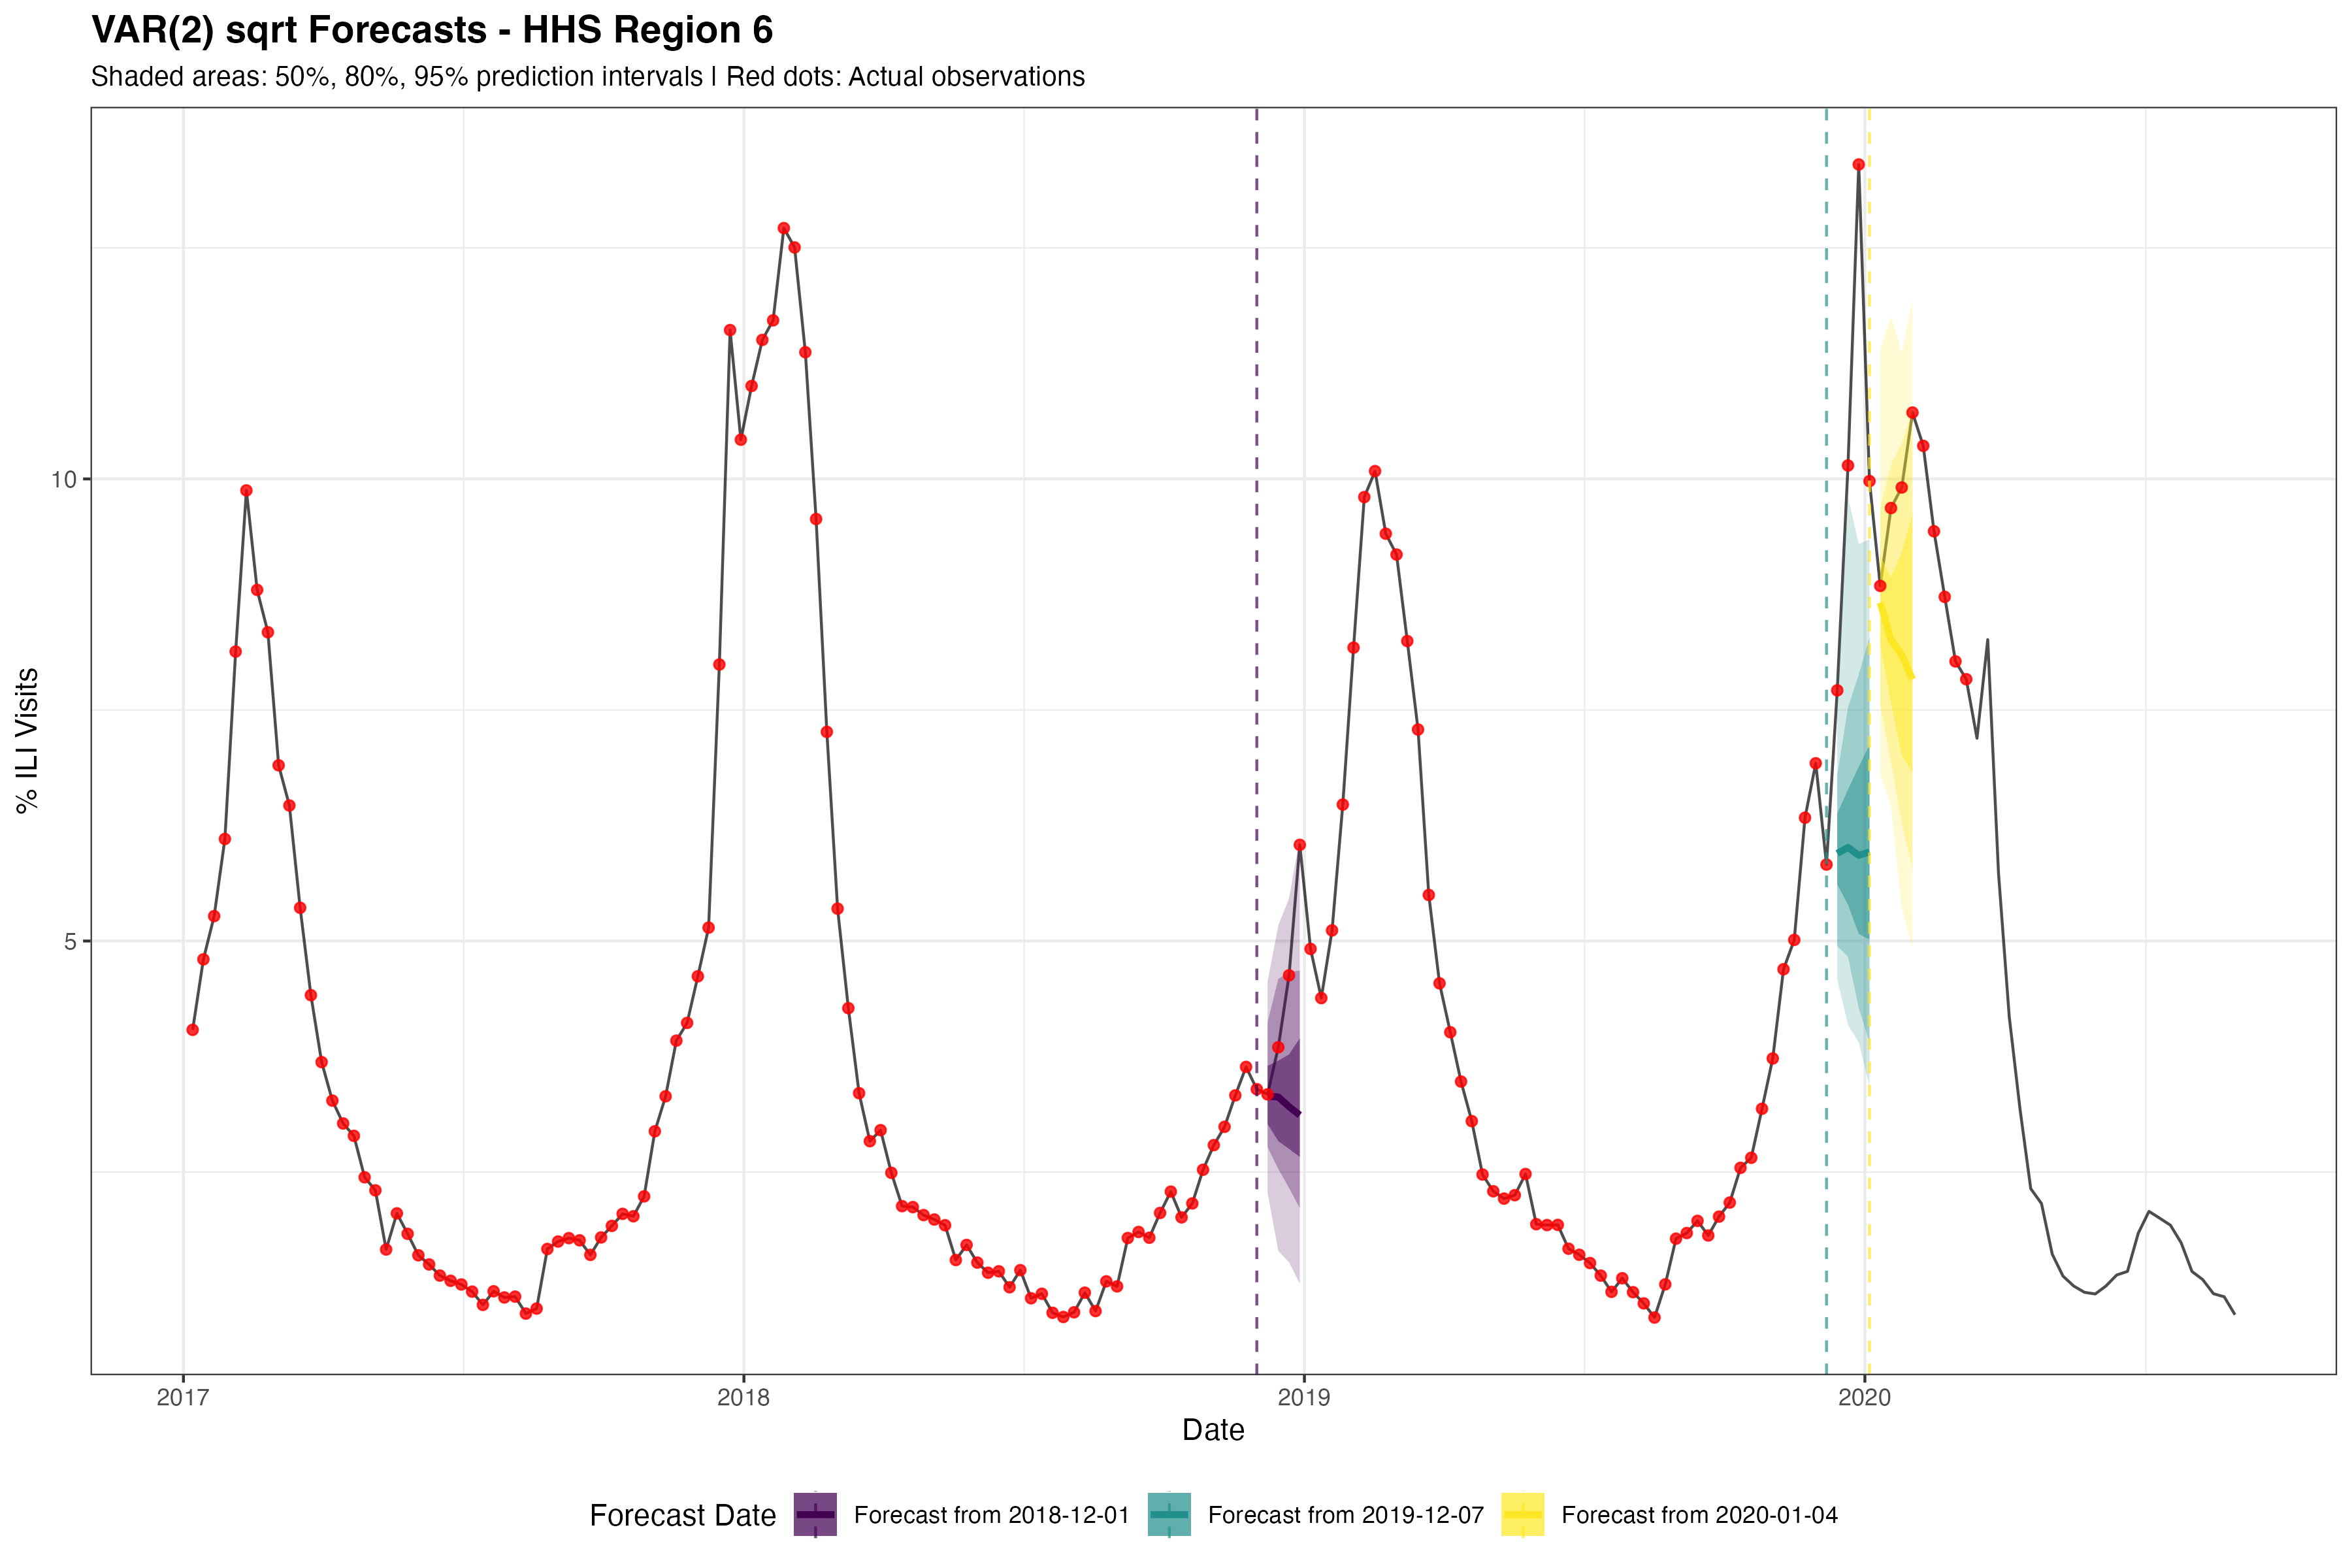 VAR(2) sqrt Forecasts - HHS Region 6
Shaded areas: 50%, 80%, 95% prediction intervals | Red dots: Actual observations
% ILI Visits
10
5
2017 2018 2019 2020
Date
Forecast Date Forecast from 2018-12-01 Forecast from 2019-12-07 Forecast from 2020-01-04